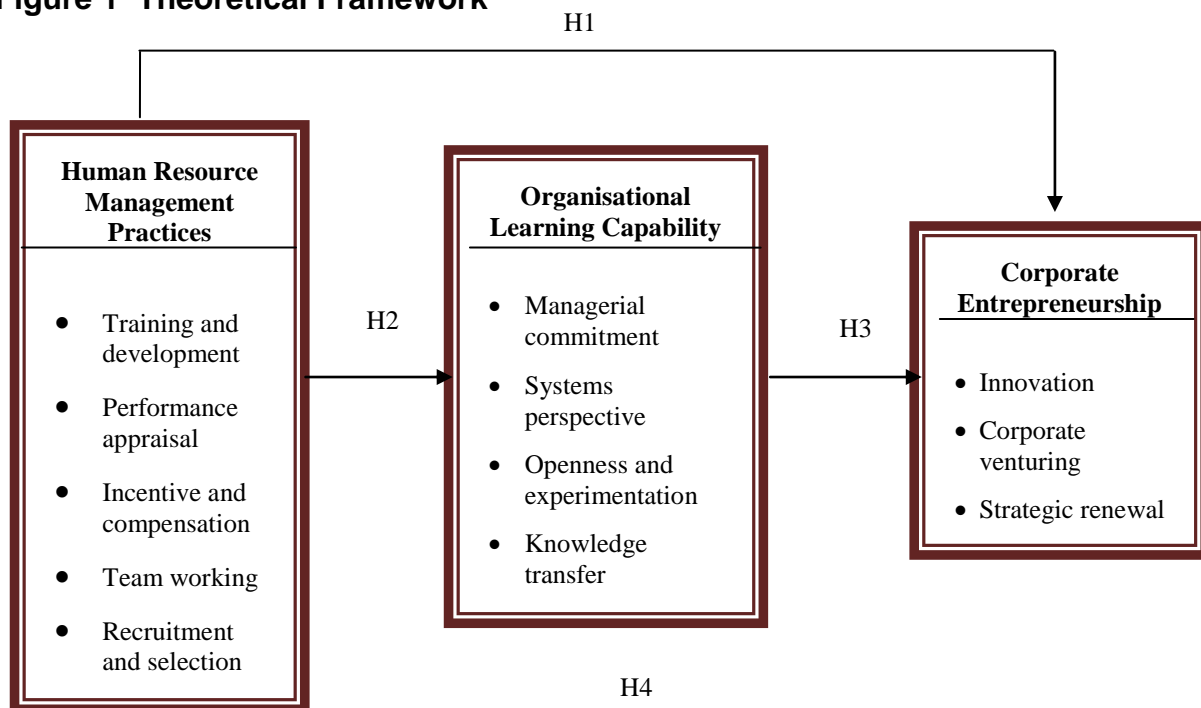 Figure 1 Theoretical Framework
H1
Human Resource
Management
Practices
• Training and
development
• Performance
appraisal
• Incentive and
compensation
• Team working
• Recruitment
and selection
H2
Organisational
Learning Capability
• Managerial
commitment
• Systems
perspective
• Openness and
experimentation
• Knowledge
transfer
H3
Corporate
Entrepreneurship
• Innovation
• Corporate
venturing
• Strategic renewal
H4